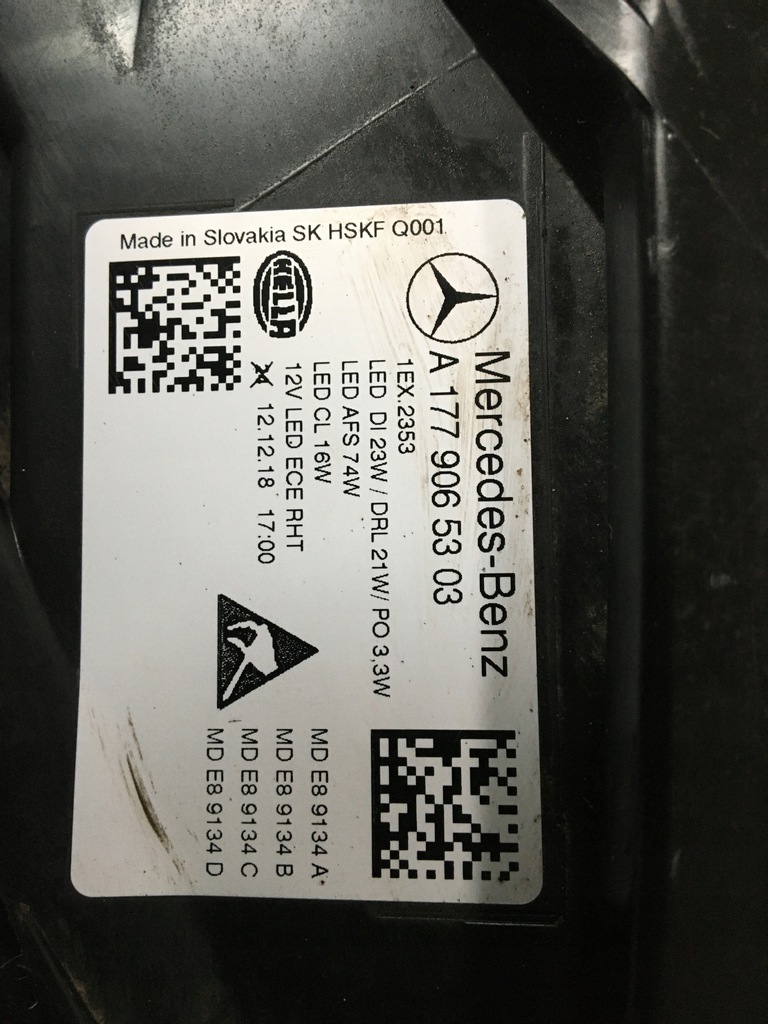 Made in Slovakia SK HSKF Q001
HELLA
Mercedes-Benz
A 177 906 53 03
1EX.2353
LED DI 23W / DRL 21W/ PO 3,3W
LED AFS 74W
LED CL 16W
12V LED ECE RHT
12.12.18 17:00
MD E8 9134 A
MD E8 9134 B
MD E8 9134 C
MD E8 9134 D